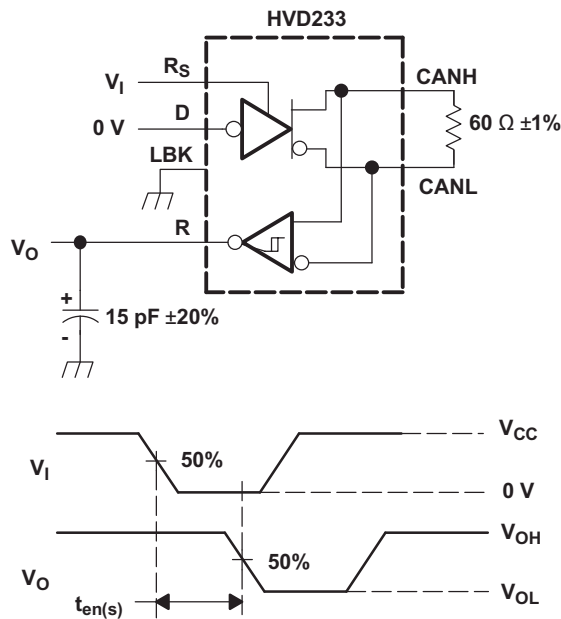 HVD233
R_S
V_I
CANH
D
0 V
60 Ω ±1%
LBK
CANL
R
V_O
+
15 pF ±20%
-
V_CC
50%
V_I
0 V
V_OH
50%
V_O
V_OL
t_en(s)